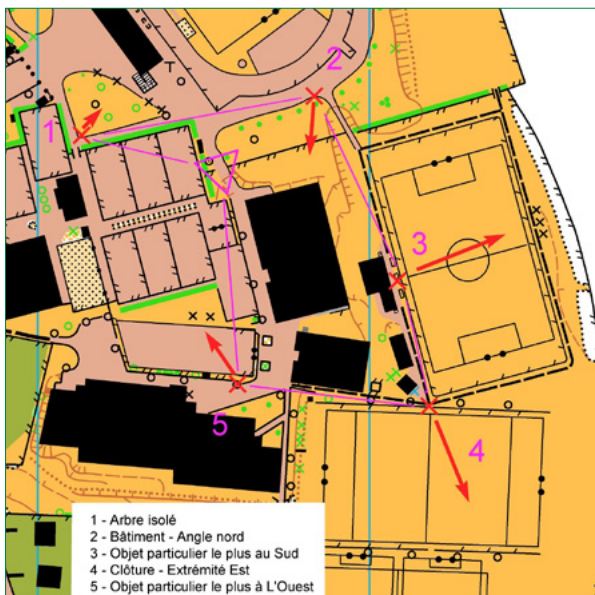 2
1
3
5
4
1 - Arbre isolé
2 - Bâtiment - Angle nord
3 - Objet particulier le plus au Sud
4 - Clôture - Extrémité Est
5 - Objet particulier le plus à L'Ouest